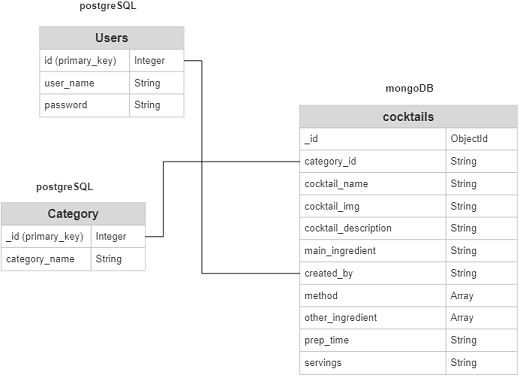 postgreSQL
Users
id (primary_key) Integer
user_name String
password String
postgreSQL
Category
_id (primary_key) Integer
category_name String
mongoDB
cocktails
_id ObjectId
category_id String
cocktail_name String
cocktail_img String
cocktail_description String
main_ingredient String
created_by String
method Array
other_ingredient Array
prep_time String
servings String